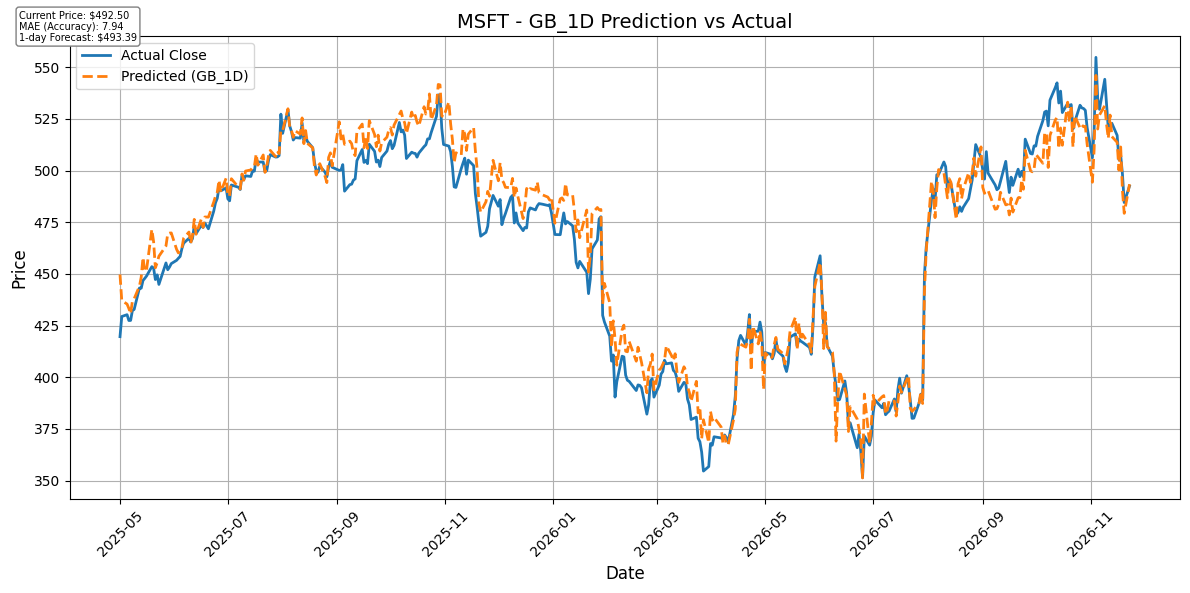 MSFT - GB_1D Prediction vs Actual
Current Price: $492.50
MAE (Accuracy): 7.94
1-day Forecast: $493.39
Actual Close
Predicted (GB_1D)
Price
550
525
500
475
450
425
400
375
350
2025-05
2025-07
2025-09
2025-11
2026-01
2026-03
2026-05
2026-07
2026-09
2026-11
Date